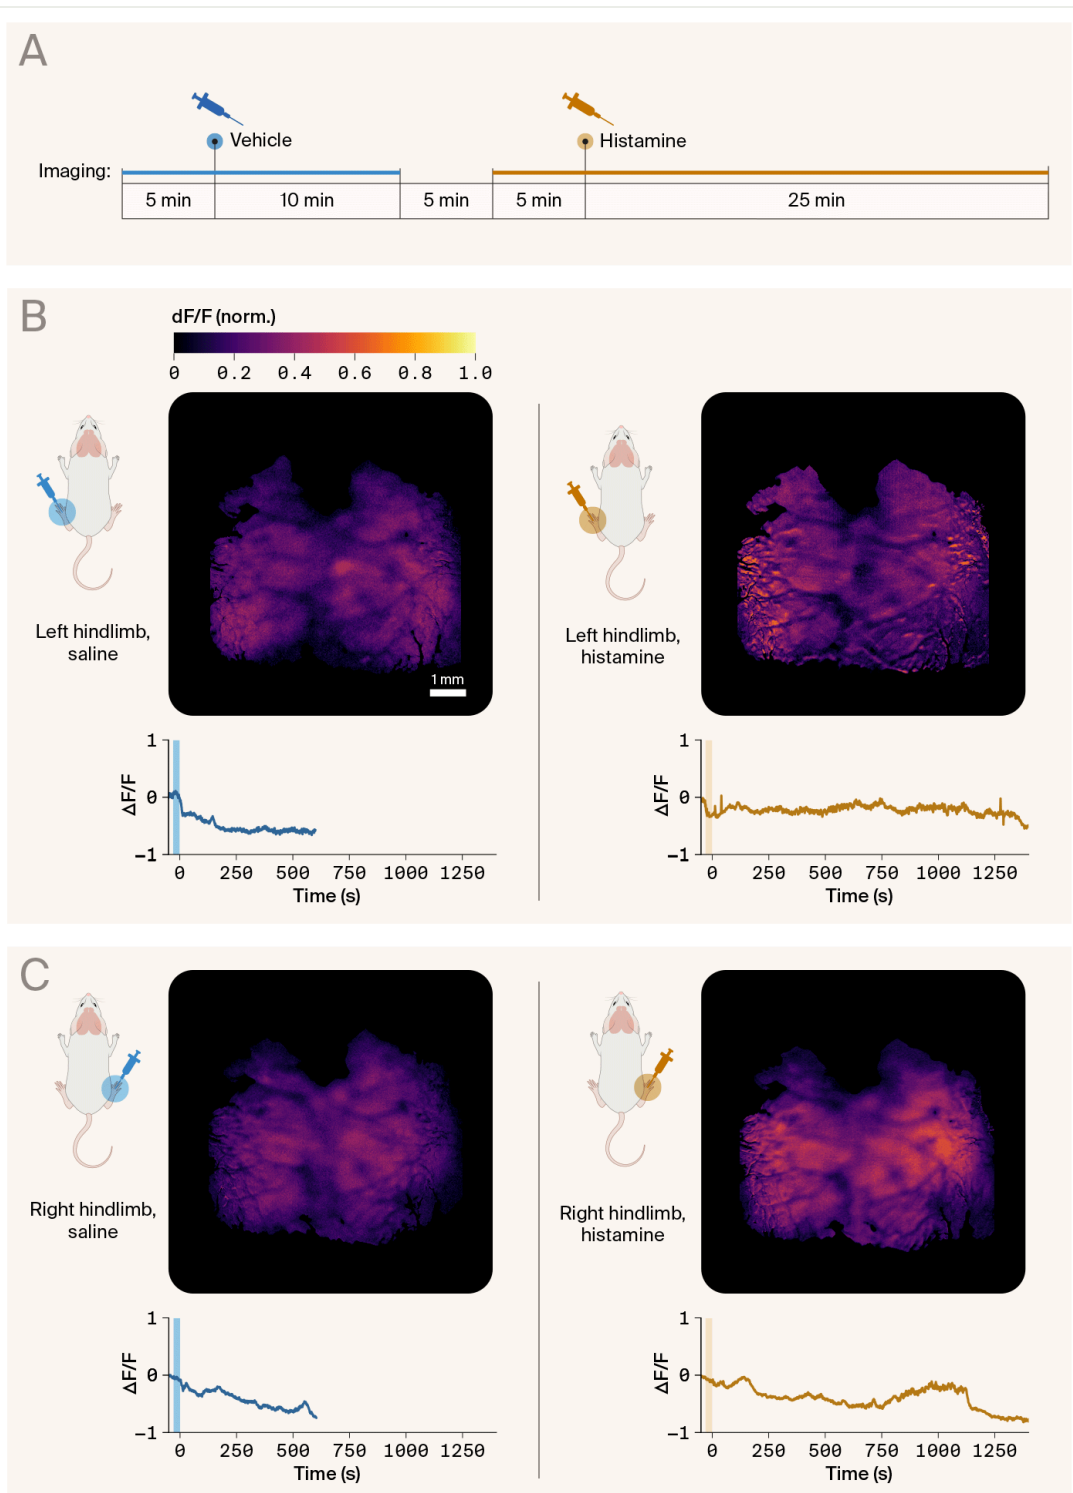 A
Vehicle
Histamine
Imaging:
5 min
10 min
5 min
5 min
25 min
B
dF/F (norm.)
0 0.2 0.4 0.6 0.8 1.0
Left hindlimb,
saline
1 mm
Left hindlimb,
histamine
1
0
−1
ΔF/F
0 250 500 750 1000 1250
Time (s)
1
0
−1
ΔF/F
0 250 500 750 1000 1250
Time (s)
C
Right hindlimb,
saline
Right hindlimb,
histamine
1
0
−1
ΔF/F
0 250 500 750 1000 1250
Time (s)
1
0
−1
ΔF/F
0 250 500 750 1000 1250
Time (s)